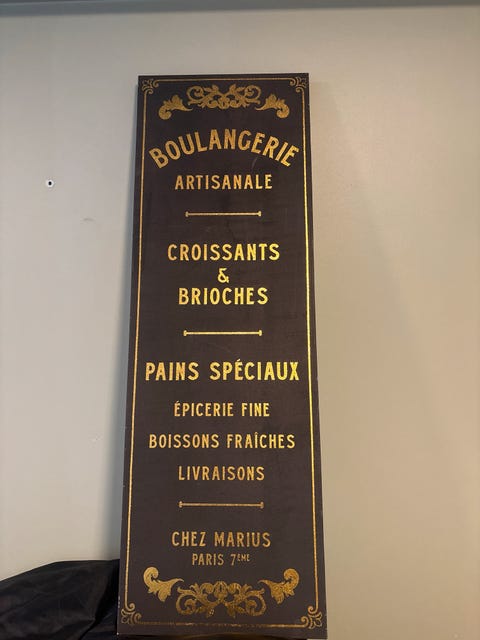 BOULANGERIE
ARTISANALE
CROISSANTS
&
BRIOCHES
PAINS SPÉCIAUX
ÉPICERIE FINE
BOISSONS FRAÎCHES
LIVRAISONS
CHEZ MARIUS
PARIS 7ÈME